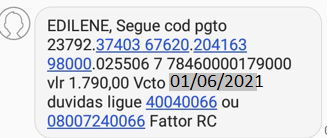 EDILENE, Segue cod pgto
23792.37403 67620.204163
98000.025506 7 78460000179000
vlr 1.790,00 Vcto 01/06/2021
duvidas ligue 40040066 ou
08007240066 Fattor RC